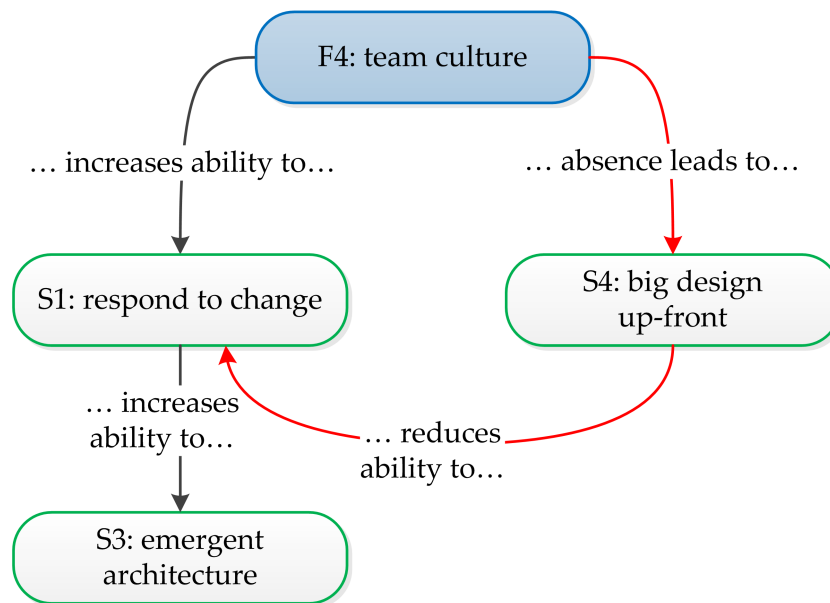 F4: team culture
… increases ability to…
… absence leads to…
S1: respond to change
S4: big design
up-front
… increases
ability to…
… reduces
ability to…
S3: emergent
architecture